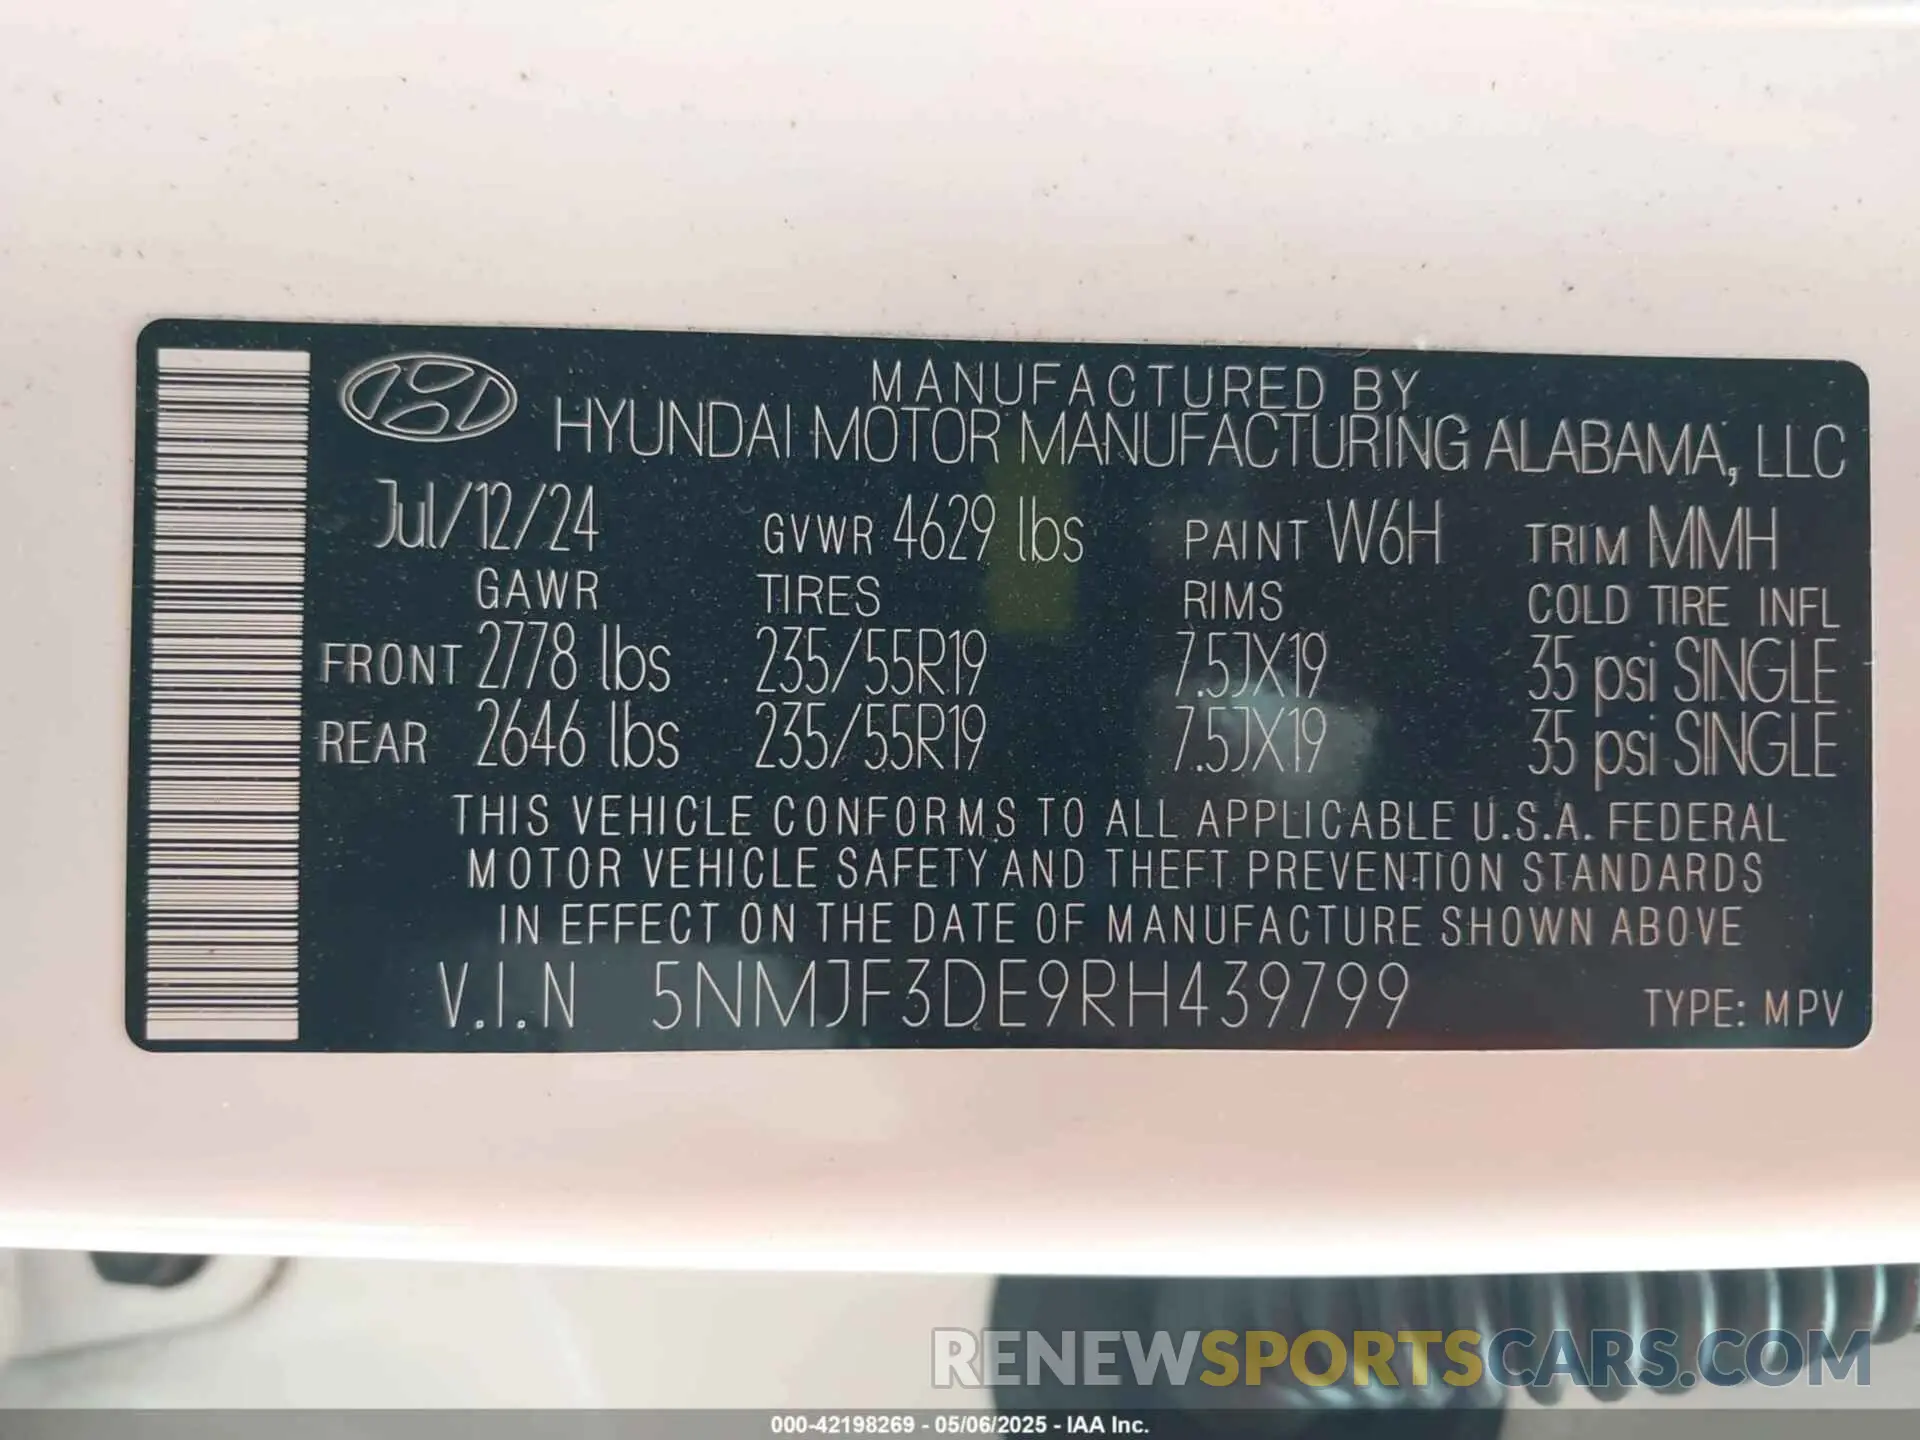 MANUFACTURED BY
HYUNDAI MOTOR MANUFACTURING ALABAMA, LLC
Jul/12/24 GVWR 4629 lbs PAINT W6H TRIM MMH
GAWR TIRES RIMS COLD TIRE INFL
FRONT 2778 lbs 235/55R19 7.5JX19 35 psi SINGLE
REAR 2646 lbs 235/55R19 7.5JX19 35 psi SINGLE
THIS VEHICLE CONFORMS TO ALL APPLICABLE U.S.A. FEDERAL
MOTOR VEHICLE SAFETY AND THEFT PREVENTION STANDARDS
IN EFFECT ON THE DATE OF MANUFACTURE SHOWN ABOVE
V.I.N 5NMJF3DE9RH439799 TYPE: MPV
RENEWSPORTSCARS.COM
000-42198269 - 05/06/2025 - IAA Inc.